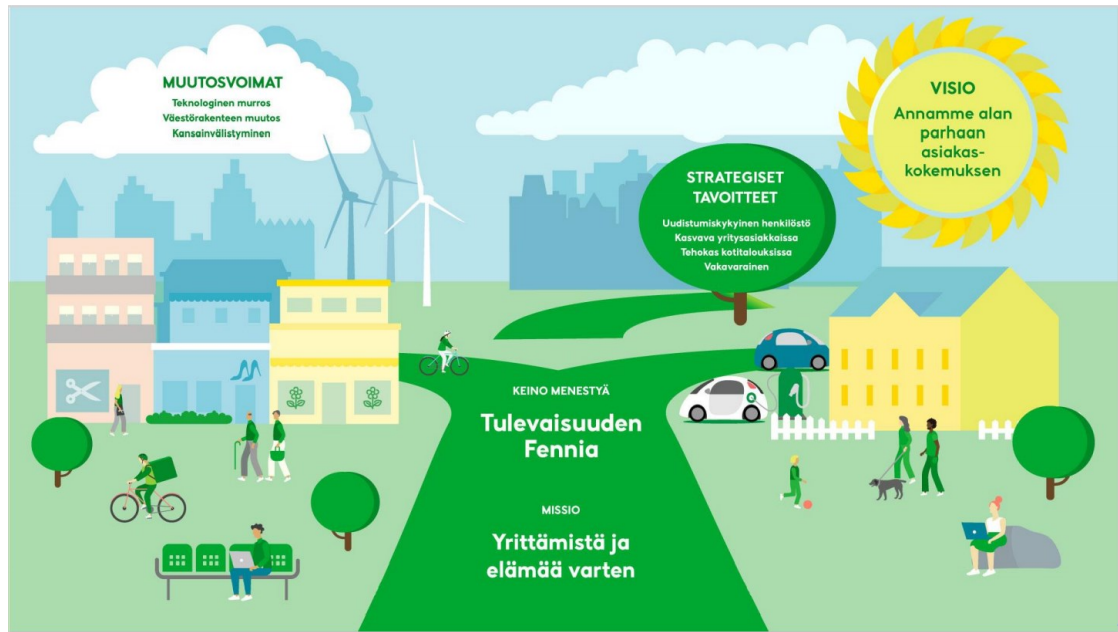 MUUTOSVOIMAT
Teknologinen murros
Väestörakenteen muutos
Kansainvälistyminen
VISIO
Annamme alan
parhaan
asiakas-
kokemuksen
STRATEGISET
TAVOITTEET
Uudistumiskykyinen henkilöstö
Kasvava yritysasiakkaissa
Tehokas kotitalouksissa
Vakavarainen
KEINO MENESTYÄ
Tulevaisuuden
Fennia
MISSIO
Yrittämistä ja
elämää varten